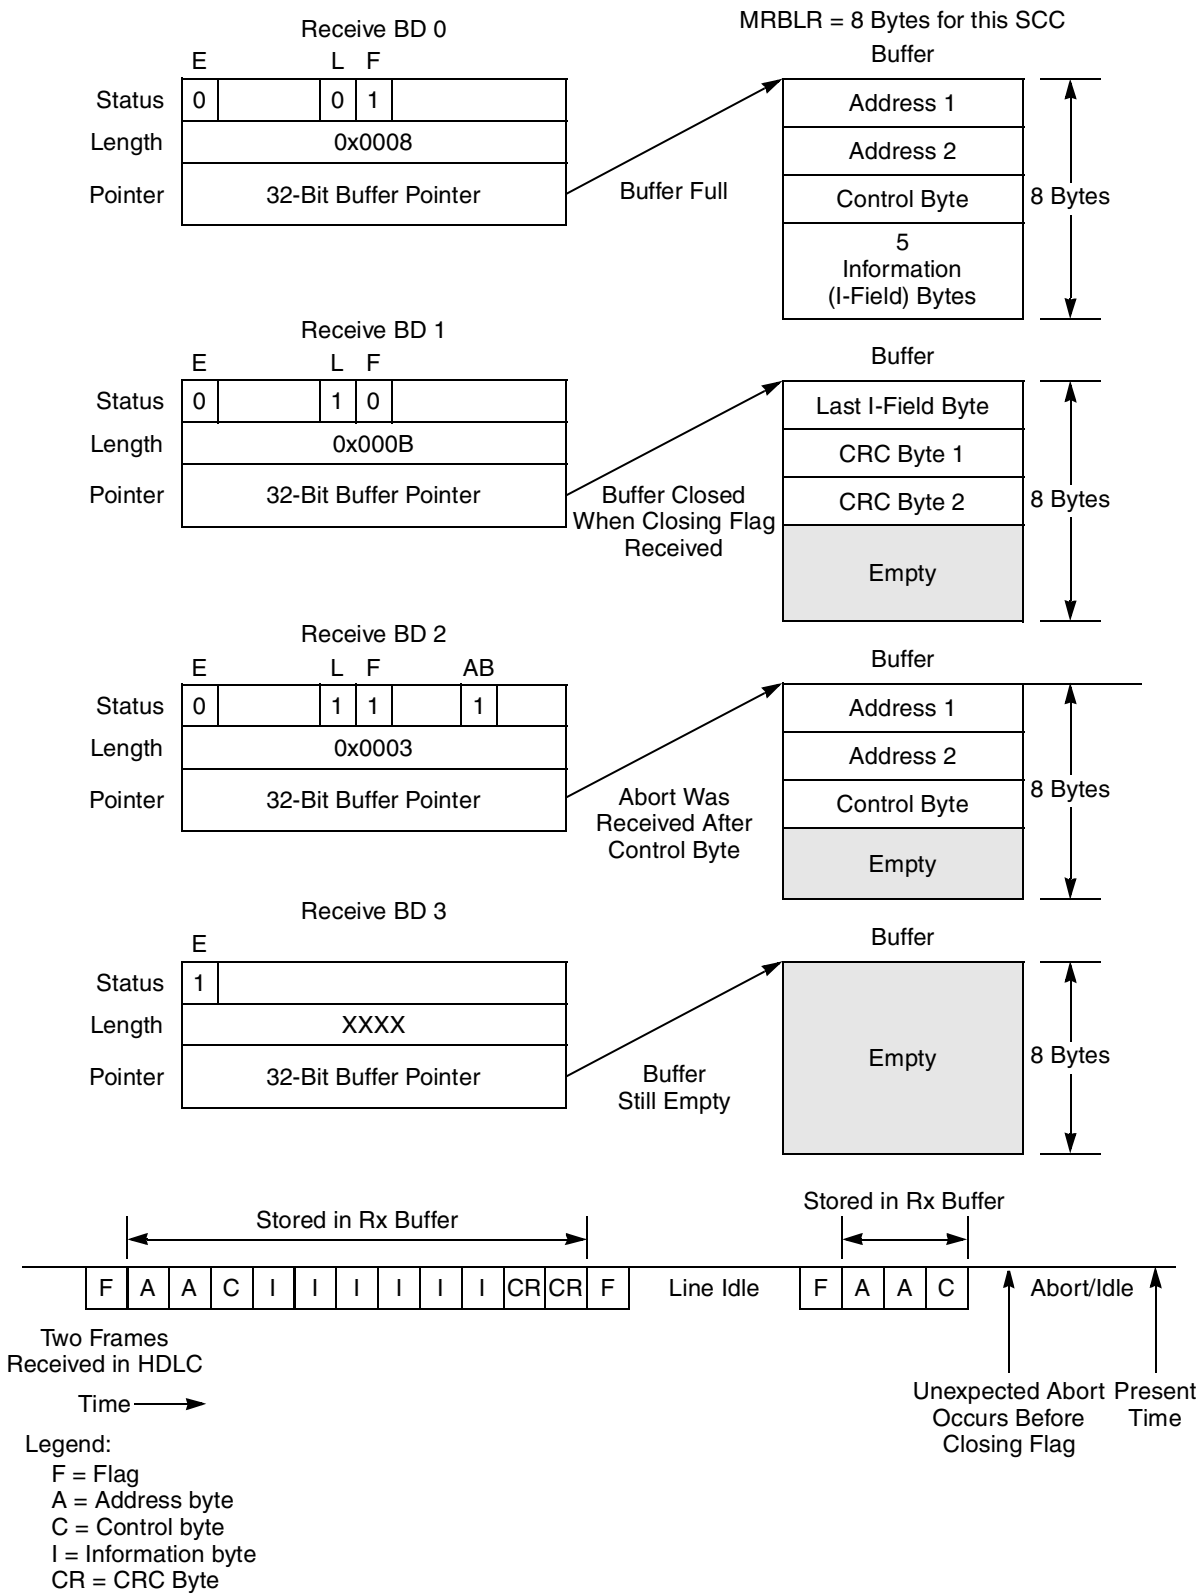 Receive BD 0
MRBLR = 8 Bytes for this SCC
E L F
Buffer
Status 0 0 1
Length 0x0008
Pointer 32-Bit Buffer Pointer
Buffer Full
Address 1
Address 2
Control Byte
5
Information
(I-Field) Bytes
8 Bytes
Receive BD 1
E L F
Buffer
Status 0 1 0
Length 0x000B
Pointer 32-Bit Buffer Pointer
Buffer Closed
When Closing Flag
Received
Last I-Field Byte
CRC Byte 1
CRC Byte 2
Empty
8 Bytes
Receive BD 2
E L F AB
Buffer
Status 0 1 1 1
Length 0x0003
Pointer 32-Bit Buffer Pointer
Abort Was
Received After
Control Byte
Address 1
Address 2
Control Byte
Empty
8 Bytes
Receive BD 3
E
Buffer
Status 1
Length XXXX
Pointer 32-Bit Buffer Pointer
Buffer
Still Empty
Empty
8 Bytes
Stored in Rx Buffer
Stored in Rx Buffer
F A A C I I I I I I CR CR F Line Idle F A A C Abort/Idle
Two Frames
Received in HDLC
Time
Unexpected Abort
Occurs Before
Closing Flag
Present
Time
Legend:
F = Flag
A = Address byte
C = Control byte
I = Information byte
CR = CRC Byte